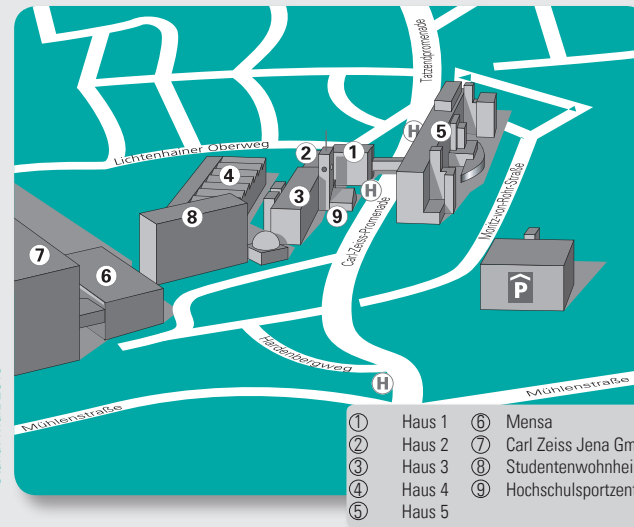 Tatzendpromenade
H
5
Lichtenhainer Oberweg
2
1
4
H
3
9
8
Moritz-von-Rohr-Straße
Carl-Zeiss-Promenade
7
6
P
Hardenbergweg
H
Mühlenstraße
Mühlenstraße
① Haus 1 ⑥ Mensa
② Haus 2 ⑦ Carl Zeiss Jena Gm
③ Haus 3 ⑧ Studentenwohnhei
④ Haus 4 ⑨ Hochschulsportzent
⑤ Haus 5